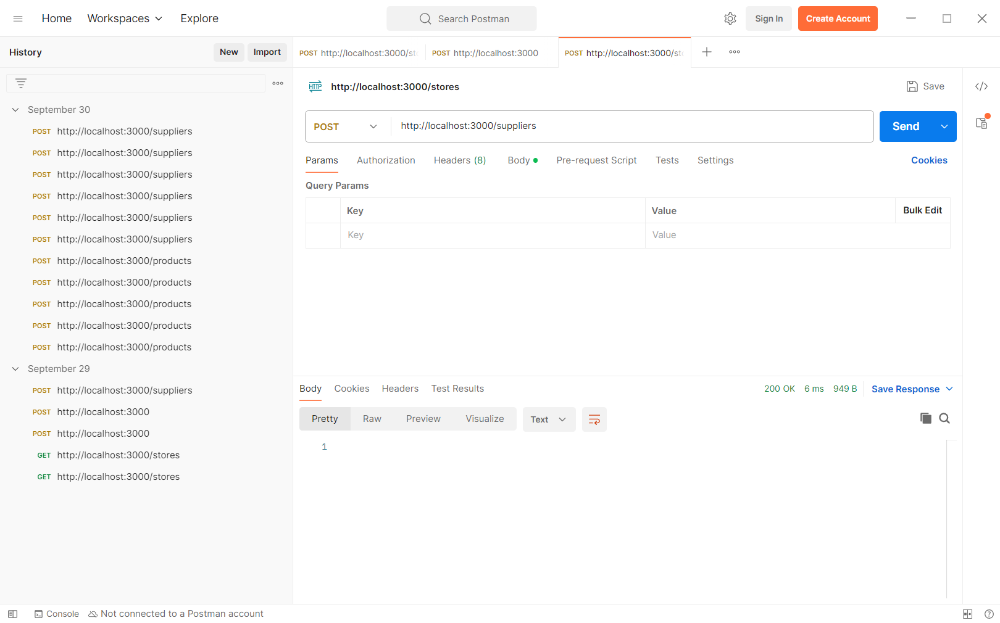 Home Workspaces Explore Search Postman Sign In Create Account
History New Import
POST http://localhost:3000/sto POST http://localhost:3000 POST http://localhost:3000/sto
HTTP http://localhost:3000/stores Save
September 30
POST http://localhost:3000/suppliers
POST http://localhost:3000/suppliers
POST http://localhost:3000/suppliers
POST http://localhost:3000/suppliers
POST http://localhost:3000/suppliers
POST http://localhost:3000/suppliers
POST http://localhost:3000/products
POST http://localhost:3000/products
POST http://localhost:3000/products
POST http://localhost:3000/products
POST http://localhost:3000/products
September 29
POST http://localhost:3000/suppliers
POST http://localhost:3000
POST http://localhost:3000
GET http://localhost:3000/stores
GET http://localhost:3000/stores
POST http://localhost:3000/suppliers Send
Params Authorization Headers (8) Body Pre-request Script Tests Settings Cookies
Query Params
Key Value Bulk Edit
Key Value
Body Cookies Headers Test Results 200 OK 6 ms 949 B Save Response
Pretty Raw Preview Visualize Text
1
Console Not connected to a Postman account